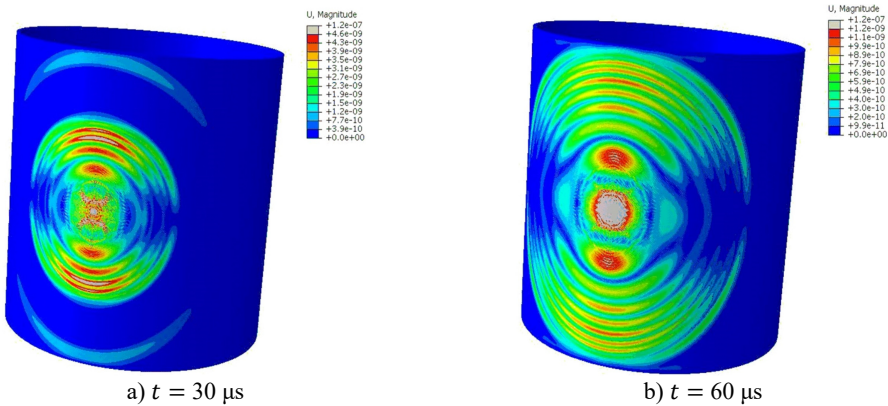 U, Magnitude
+1.2e-07
+4.6e-09
+4.3e-09
+3.9e-09
+3.5e-09
+3.1e-09
+2.7e-09
+2.3e-09
+1.9e-09
+1.5e-09
+1.2e-09
+7.7e-10
+3.9e-10
+0.0e+00
U, Magnitude
+1.2e-07
+1.2e-09
+1.1e-09
+9.9e-10
+8.9e-10
+7.9e-10
+6.9e-10
+5.9e-10
+4.9e-10
+4.0e-10
+3.0e-10
+2.0e-10
+9.9e-11
+0.0e+00
a) t = 30 μs
b) t = 60 μs